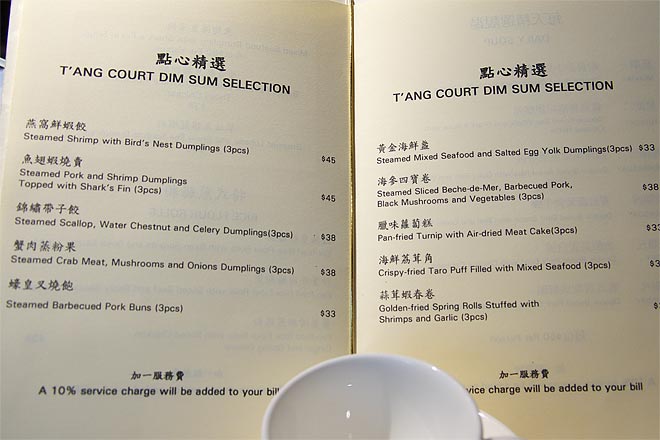 點心精選
T'ANG COURT DIM SUM SELECTION
燕窩鮮蝦餃
Steamed Shrimp with Bird's Nest Dumplings (3pcs) $45
魚翅蝦燒賣
Steamed Pork and Shrimp Dumplings
Topped with Shark's Fin (3pcs) $45
錦繡帶子餃
Steamed Scallop, Water Chestnut and Celery Dumplings(3pcs) $38
蟹肉蒸粉果
Steamed Crab Meat, Mushrooms and Onions Dumplings (3pcs) $38
蠔皇叉燒飽
Steamed Barbecued Pork Buns (3pcs) $33
加一服務費
A 10% service charge will be added to your bill
點心精選
T'ANG COURT DIM SUM SELECTION
黃金海鮮盞
Steamed Mixed Seafood and Salted Egg Yolk Dumplings(3pcs) $33
海參四寶卷
Steamed Sliced Beche-de-Mer, Barbecued Pork,
Black Mushrooms and Vegetables (3pcs) $38
臘味蘿蔔糕
Pan-fried Turnip with Air-dried Meat Cake(3pcs)
海鮮荔茸角
Crispy-fried Taro Puff Filled with Mixed Seafood (3pcs)
蒜茸蝦春卷
Golden-fried Spring Rolls Stuffed with
Shrimps and Garlic (3pcs)
加一服務費
charge will be added to your bill